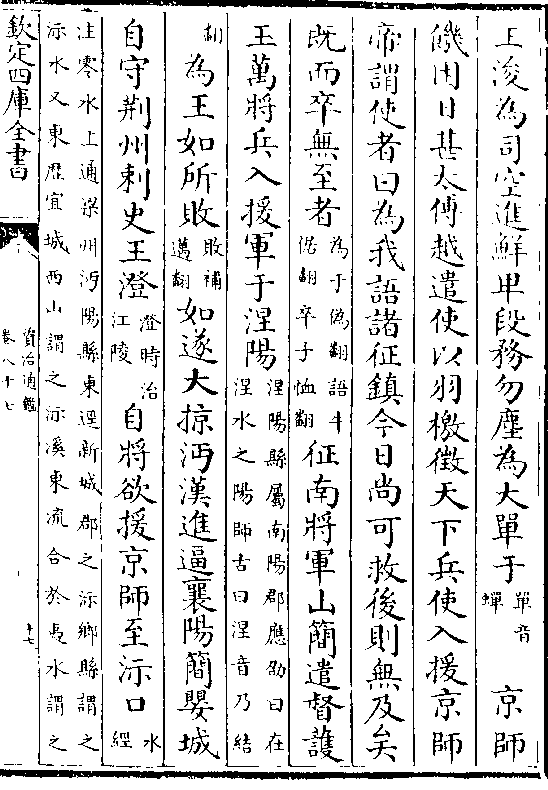 王浚為司空進鮮卑段務勿塵為大單于單音蟬　京師
饑困日甚太傅越遣使以羽檄徵天下兵使入援京師
帝謂使者曰為我語諸征鎮今日尚可救後則無及矣
既而卒無至者為于偽翻語牛倨翻卒子恤翻征南將軍山簡遣督護
王萬將兵入援軍于涅陽涅陽縣屬南陽郡應劭曰在涅水之陽師古曰涅音乃結翻
為王如所敗敗補邁翻如遂大掠沔漢進逼襄陽簡嬰城
自守荆州刺史王澄澄時治江陵自將欲援京師至沶口水經
注零水上通梁州沔陽縣東逕新城郡之沶鄉縣謂之
沶水又東歷宜城西山謂之沶溪東流合於夷水謂之
欽定四庫全書
資治通鑑
卷八十七
十七